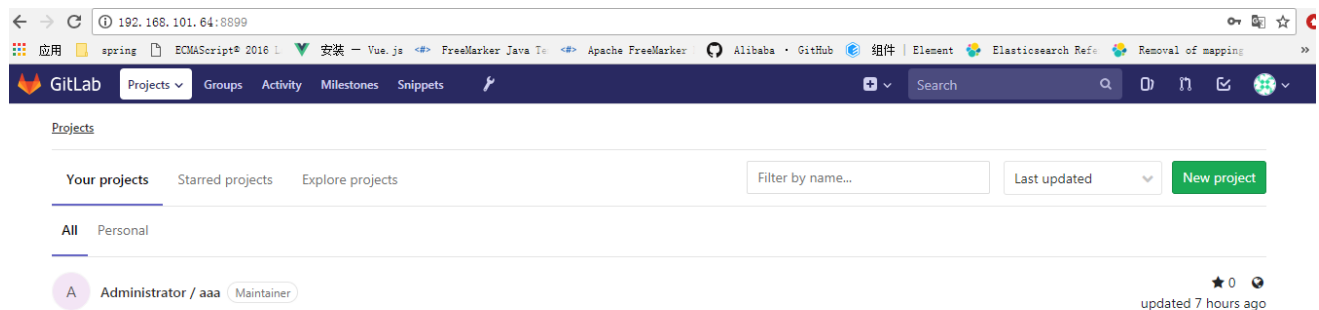 192.168.101.64:8899
应用 spring ECMAScript® 2016 L 安装 — Vue.js FreeMarker Java Te Apache FreeMarker Alibaba · GitHub 组件 | Element Elasticsearch Refe Removal of mapping »
GitLab Projects Groups Activity Milestones Snippets Search
Projects
Your projects Starred projects Explore projects Filter by name... Last updated New project
All Personal
A Administrator / aaa Maintainer 0
updated 7 hours ago